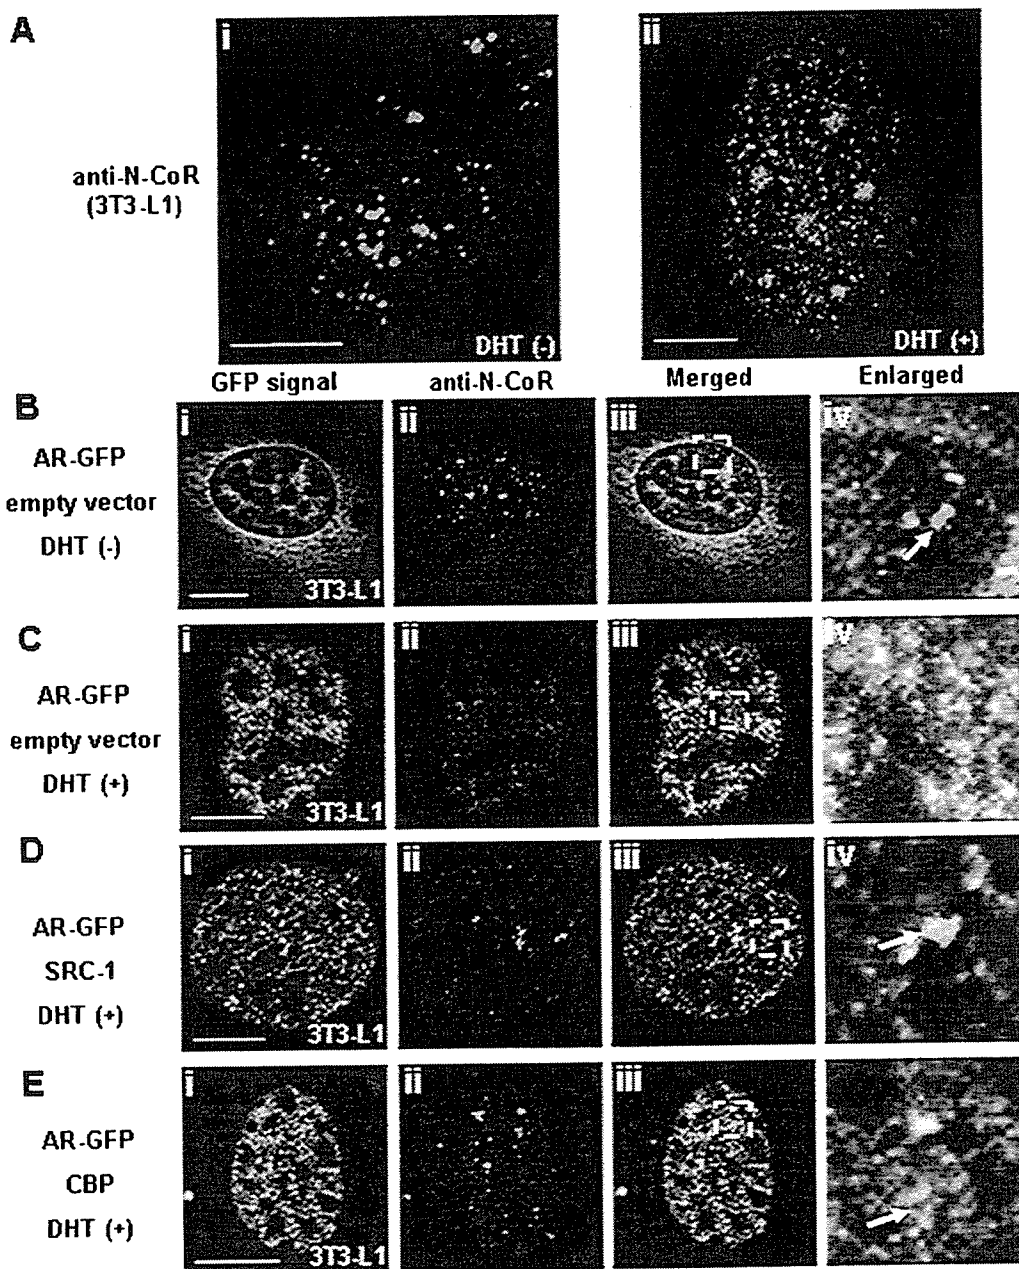 A
i
ii
anti-N-CoR
(3T3-L1)
DHT (-)
DHT (+)
GFP signal
anti-N-CoR
Merged
Enlarged
B
AR-GFP
empty vector
DHT (-)
i
ii
iii
iv
3T3-L1
C
AR-GFP
empty vector
DHT (+)
i
ii
iii
iv
3T3-L1
D
AR-GFP
SRC-1
DHT (+)
i
ii
iii
iv
3T3-L1
E
AR-GFP
CBP
DHT (+)
i
ii
iii
iv
3T3-L1